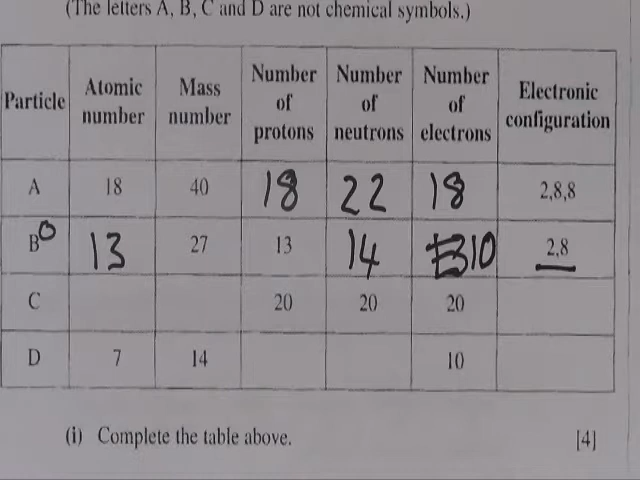 (The letters A, B, C and D are not chemical symbols.)
Particle Atomic number Mass number Number of protons Number of neutrons Number of electrons Electronic configuration
A 18 40 18 22 18 2,8,8
B 13 27 13 14 10 2,8
C 20 20 20
D 7 14 10
(i) Complete the table above. [4]